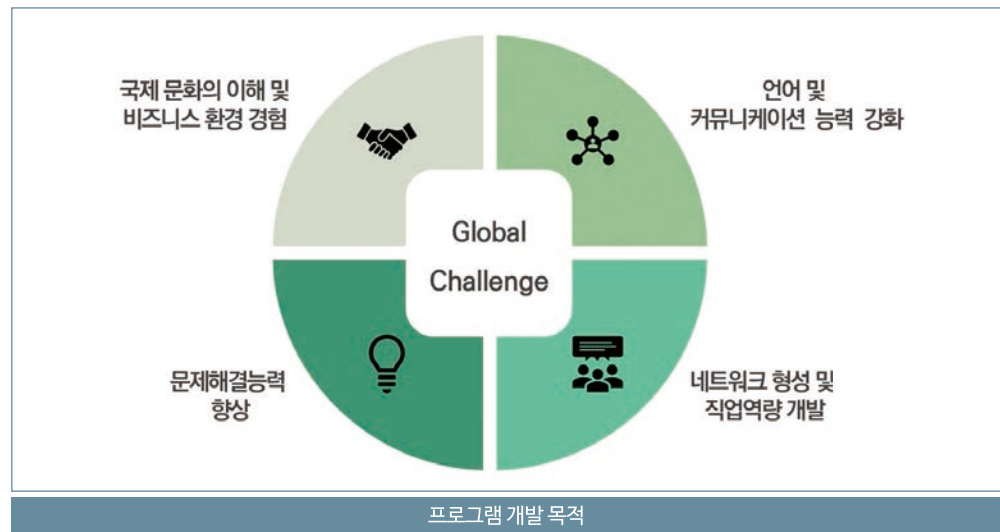 국제 문화의 이해 및
비즈니스 환경 경험
언어 및
커뮤니케이션 능력 강화
Global
Challenge
문제해결능력
향상
네트워크 형성 및
직업역량 개발
프로그램 개발 목적